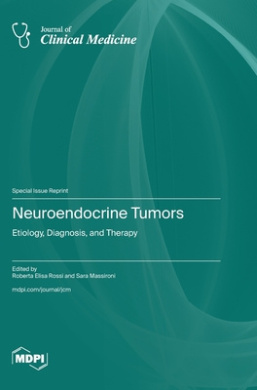 Journal of
Clinical Medicine
Special Issue Reprint
Neuroendocrine Tumors
Etiology, Diagnosis, and Therapy
Edited by
Roberta Elisa Rossi and Sara Massironi
mdpi.com/journal/jcm
MDPI